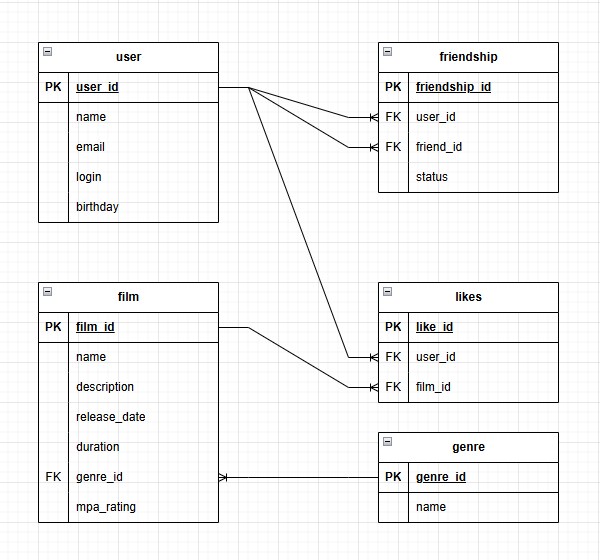 user
PK user_id
name
email
login
birthday
friendship
PK friendship_id
FK user_id
FK friend_id
status
film
PK film_id
name
description
release_date
duration
FK genre_id
mpa_rating
likes
PK like_id
FK user_id
FK film_id
genre
PK genre_id
name